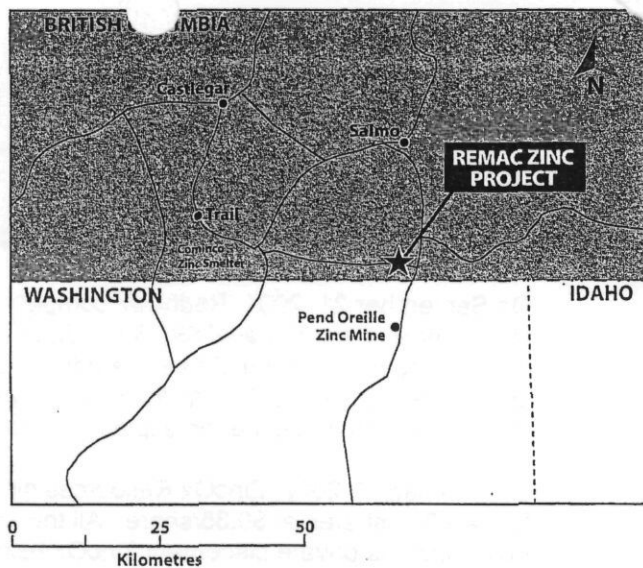 BRITISH COLUMBIA
Castlegar
N
Salmo
REMAC ZINC
PROJECT
Trail
Cominco
Zinc Smelter
WASHINGTON
IDAHO
Pend Oreille
Zinc Mine
0
25
50
Kilometres